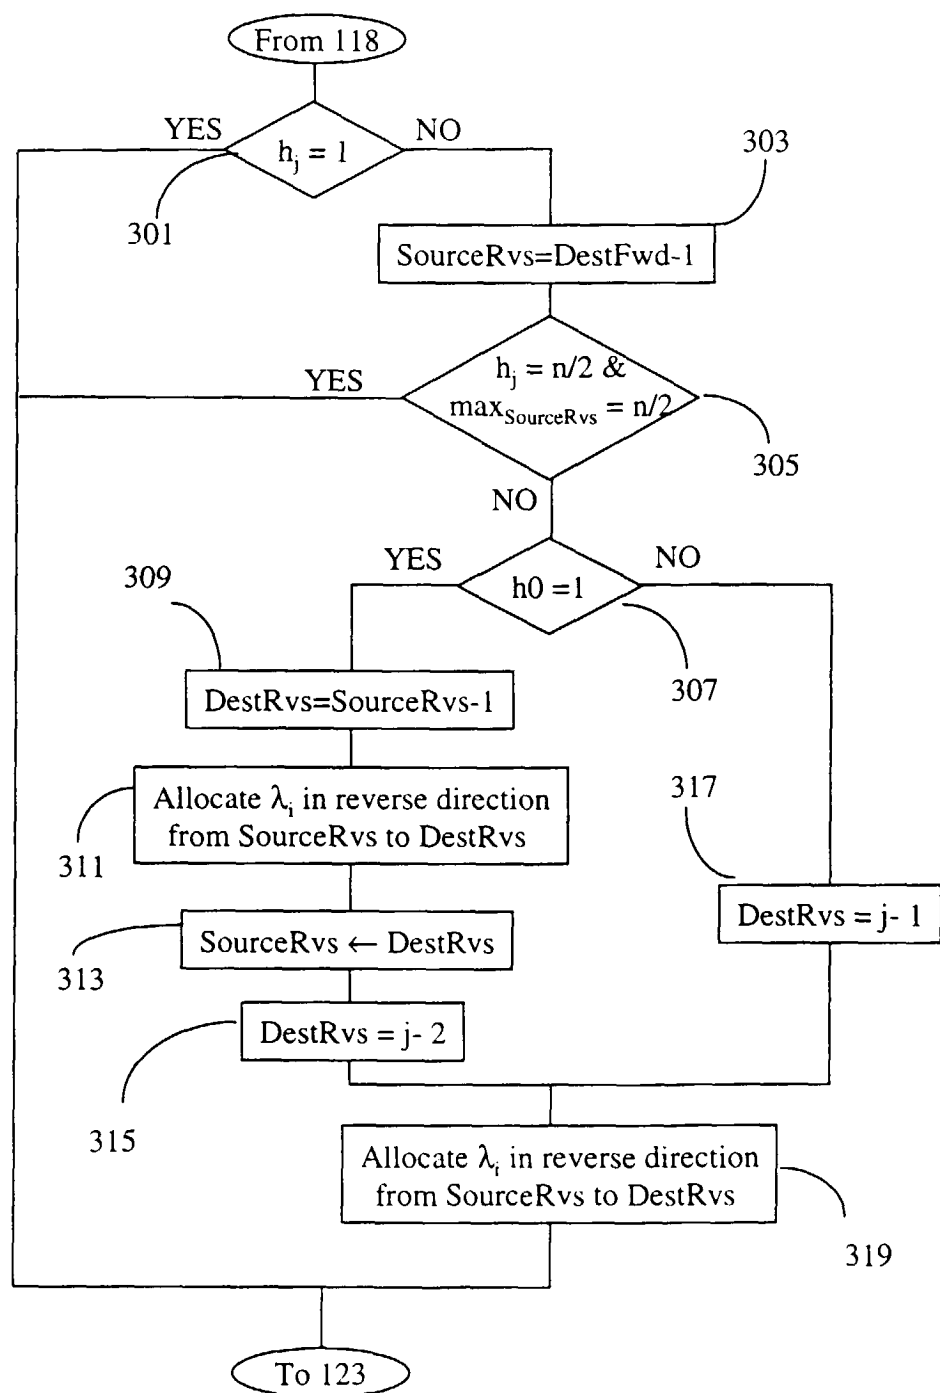 From 118
YES
NO
h_j = 1
301
303
SourceRvs=DestFwd-1
YES
h_j = n/2 &
max_SourceRvs = n/2
305
NO
YES
NO
h0 =1
309
307
DestRvs=SourceRvs-1
Allocate λ_i in reverse direction
from SourceRvs to DestRvs
311
317
DestRvs = j- 1
SourceRvs ← DestRvs
313
DestRvs = j- 2
315
Allocate λ_i in reverse direction
from SourceRvs to DestRvs
319
To 123